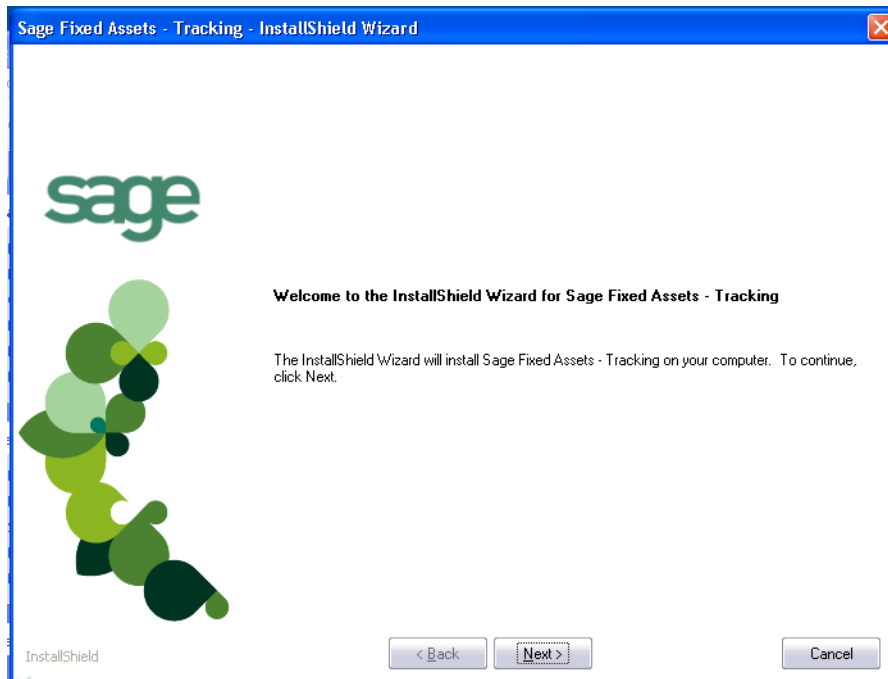 Sage Fixed Assets - Tracking - InstallShield Wizard
sage
Welcome to the InstallShield Wizard for Sage Fixed Assets - Tracking
The InstallShield Wizard will install Sage Fixed Assets - Tracking on your computer.  To continue,
click Next.
InstallShield
< Back
Next >
Cancel